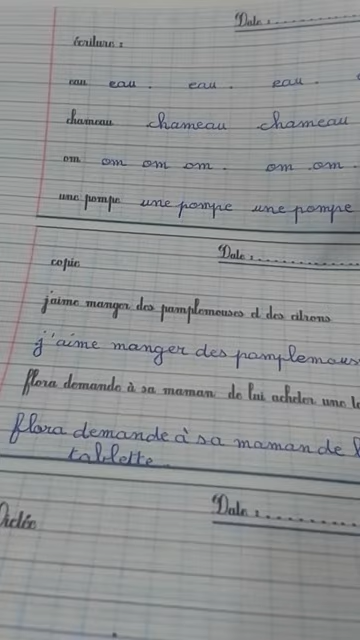 Date : ............
écriture :
eau eau . eau . eau .
chameau chameau chameau
om om om om . om om .
une pompe une pompe une pompe
Date : ............
copie
j'aime manger des pamplemouses et des citrons
j'aime manger des pamplemous
flora demande à sa maman de lui acheter une
flora demande à sa maman de
tablette
Date : ............
Dictée